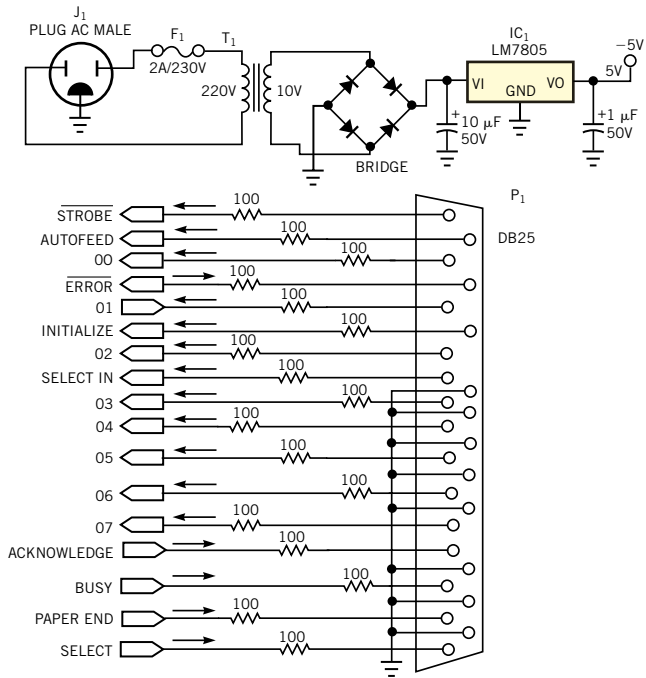 J1
PLUG AC MALE
F1
2A/230V
T1
220V
10V
BRIDGE
IC1
LM7805
VI
GND
VO
+
10 μF
50V
5V
−5V
+
1 μF
50V
P1
DB25
STROBE
100
AUTOFEED
100
00
100
ERROR
100
01
100
INITIALIZE
100
02
100
SELECT IN
100
03
100
04
100
05
100
06
100
07
100
ACKNOWLEDGE
100
BUSY
100
PAPER END
100
SELECT
100